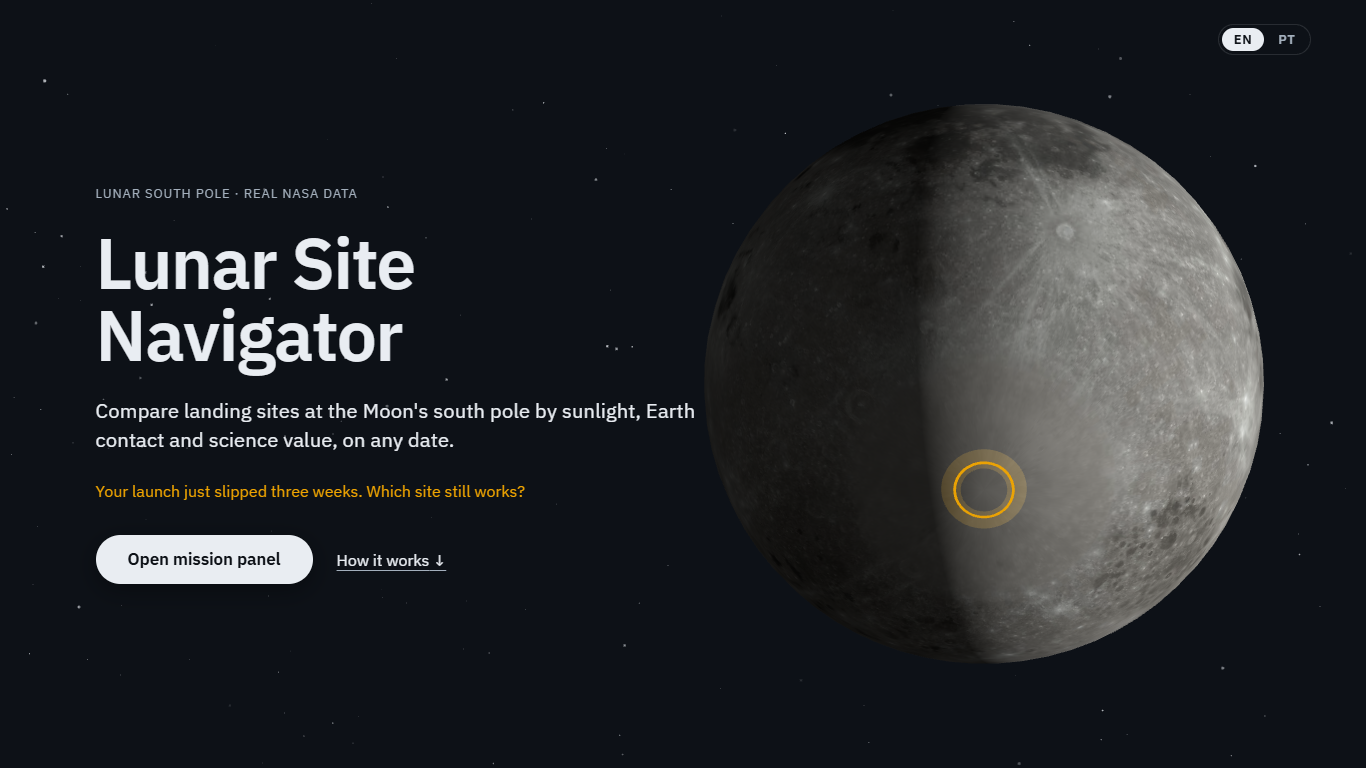 EN PT
LUNAR SOUTH POLE · REAL NASA DATA
Lunar Site
Navigator
Compare landing sites at the Moon's south pole by sunlight, Earth
contact and science value, on any date.
Your launch just slipped three weeks. Which site still works?
Open mission panel
How it works ↓